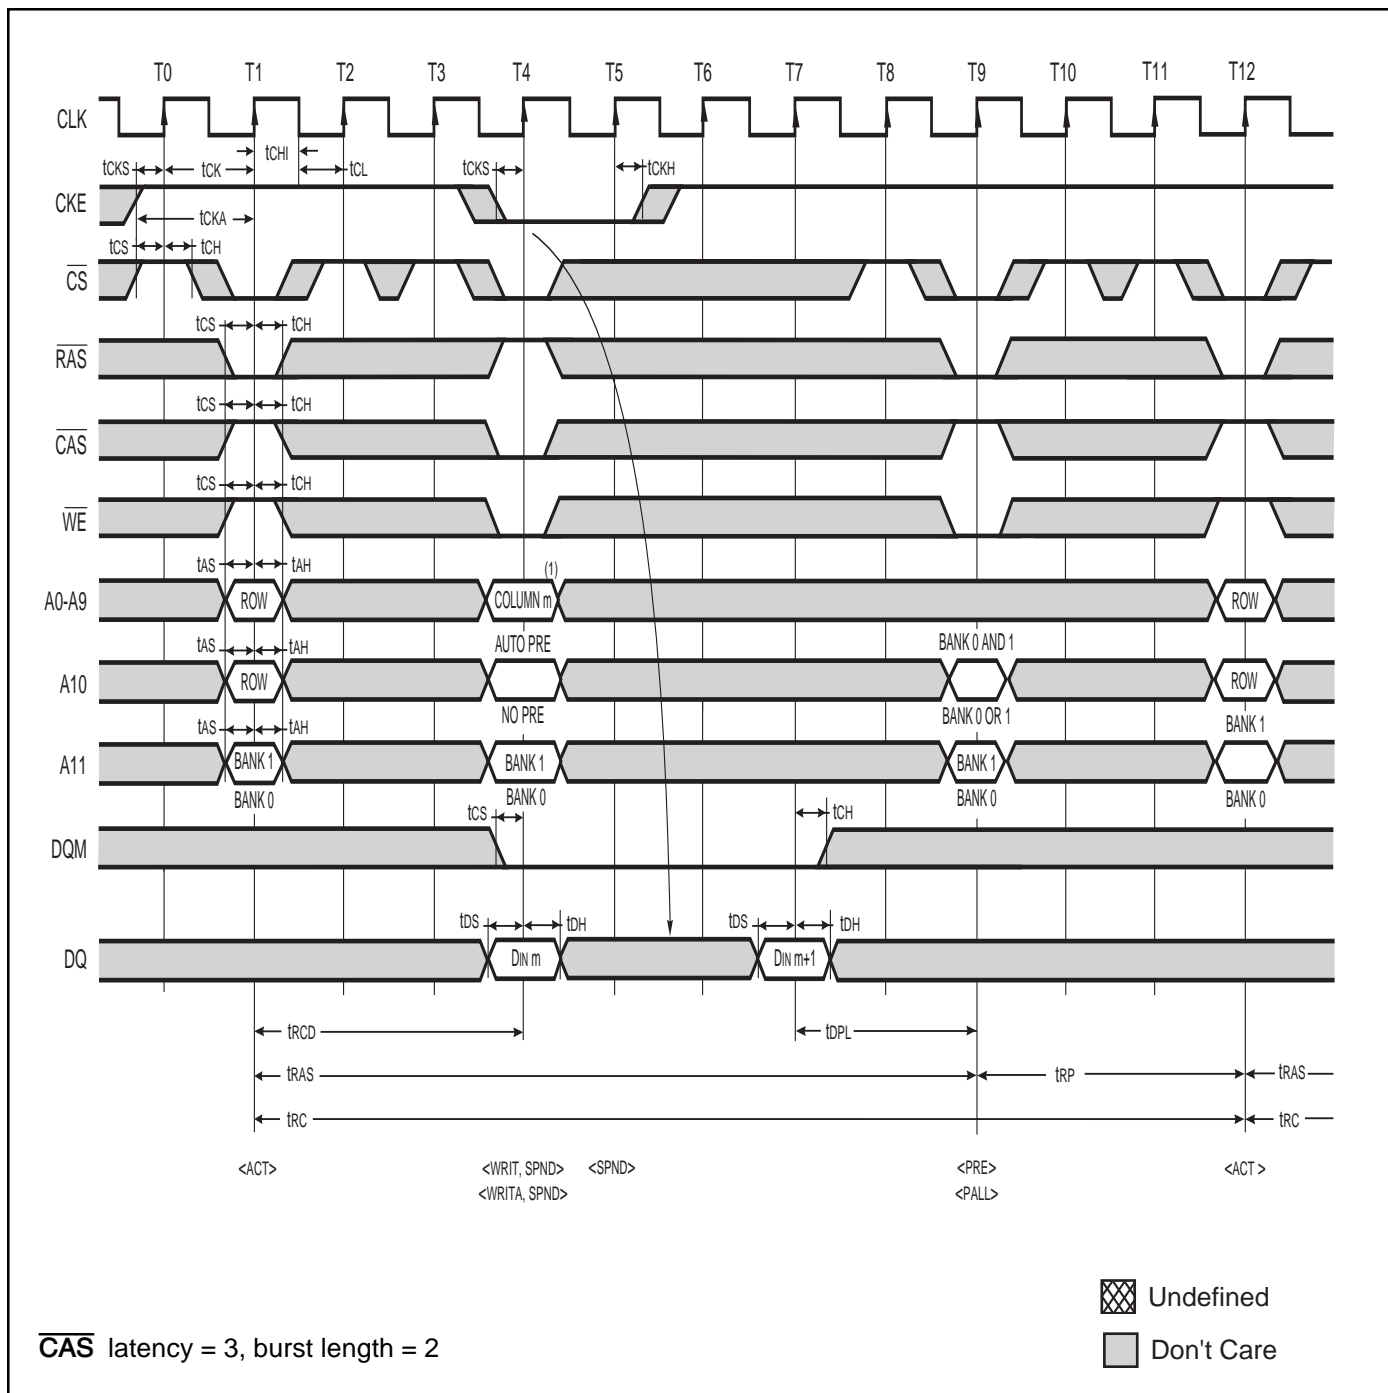 T0 T1 T2 T3 T4 T5 T6 T7 T8 T9 T10 T11 T12
CLK
tCHI
tCKS tCK tCL tCKS tCKH
CKE
tCKA
tCS tCH
CS
tCS tCH
RAS
tCS tCH
CAS
tCS tCH
WE
tAS tAH (1)
A0-A9 ROW COLUMN m ROW
tAS tAH AUTO PRE BANK 0 AND 1
A10 ROW ROW
NO PRE BANK 0 OR 1 BANK 1
tAS tAH
A11 BANK 1 BANK 1 BANK 1
BANK 0 BANK 0 BANK 0 BANK 0
tCS tCH
DQM
tDS tDH tDS tDH
DQ DIN m DIN m+1
tRCD tDPL
tRAS tRP tRAS
tRC tRC
<ACT> <WRIT, SPND> <SPND> <PRE> <ACT >
<WRITA, SPND> <PALL>
Undefined
CAS latency = 3, burst length = 2
Don't Care